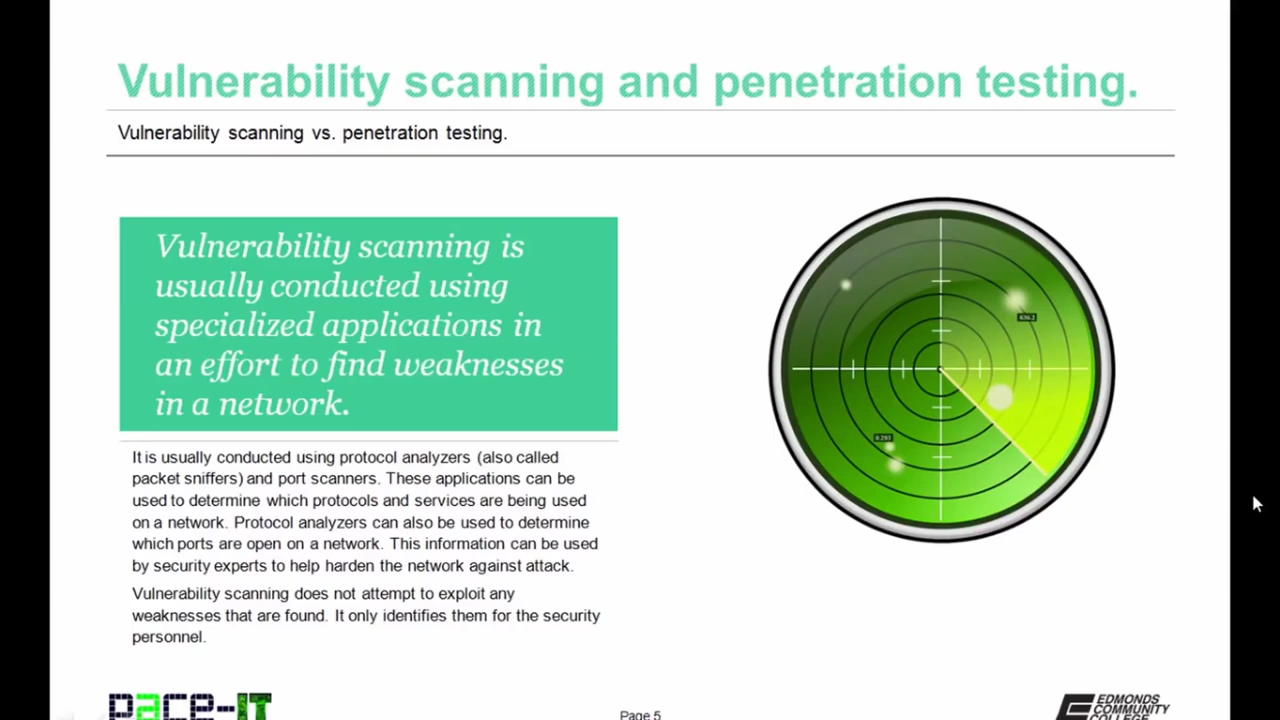 Vulnerability scanning and penetration testing.
Vulnerability scanning vs. penetration testing.
Vulnerability scanning is
usually conducted using
specialized applications in
an effort to find weaknesses
in a network.
It is usually conducted using protocol analyzers (also called
packet sniffers) and port scanners. These applications can be
used to determine which protocols and services are being used
on a network. Protocol analyzers can also be used to determine
which ports are open on a network. This information can be used
by security experts to help harden the network against attack.
Vulnerability scanning does not attempt to exploit any
weaknesses that are found. It only identifies them for the security
personnel.
pace-IT
Page 5
EDMONDS
COMMUNITY
COLLEGE